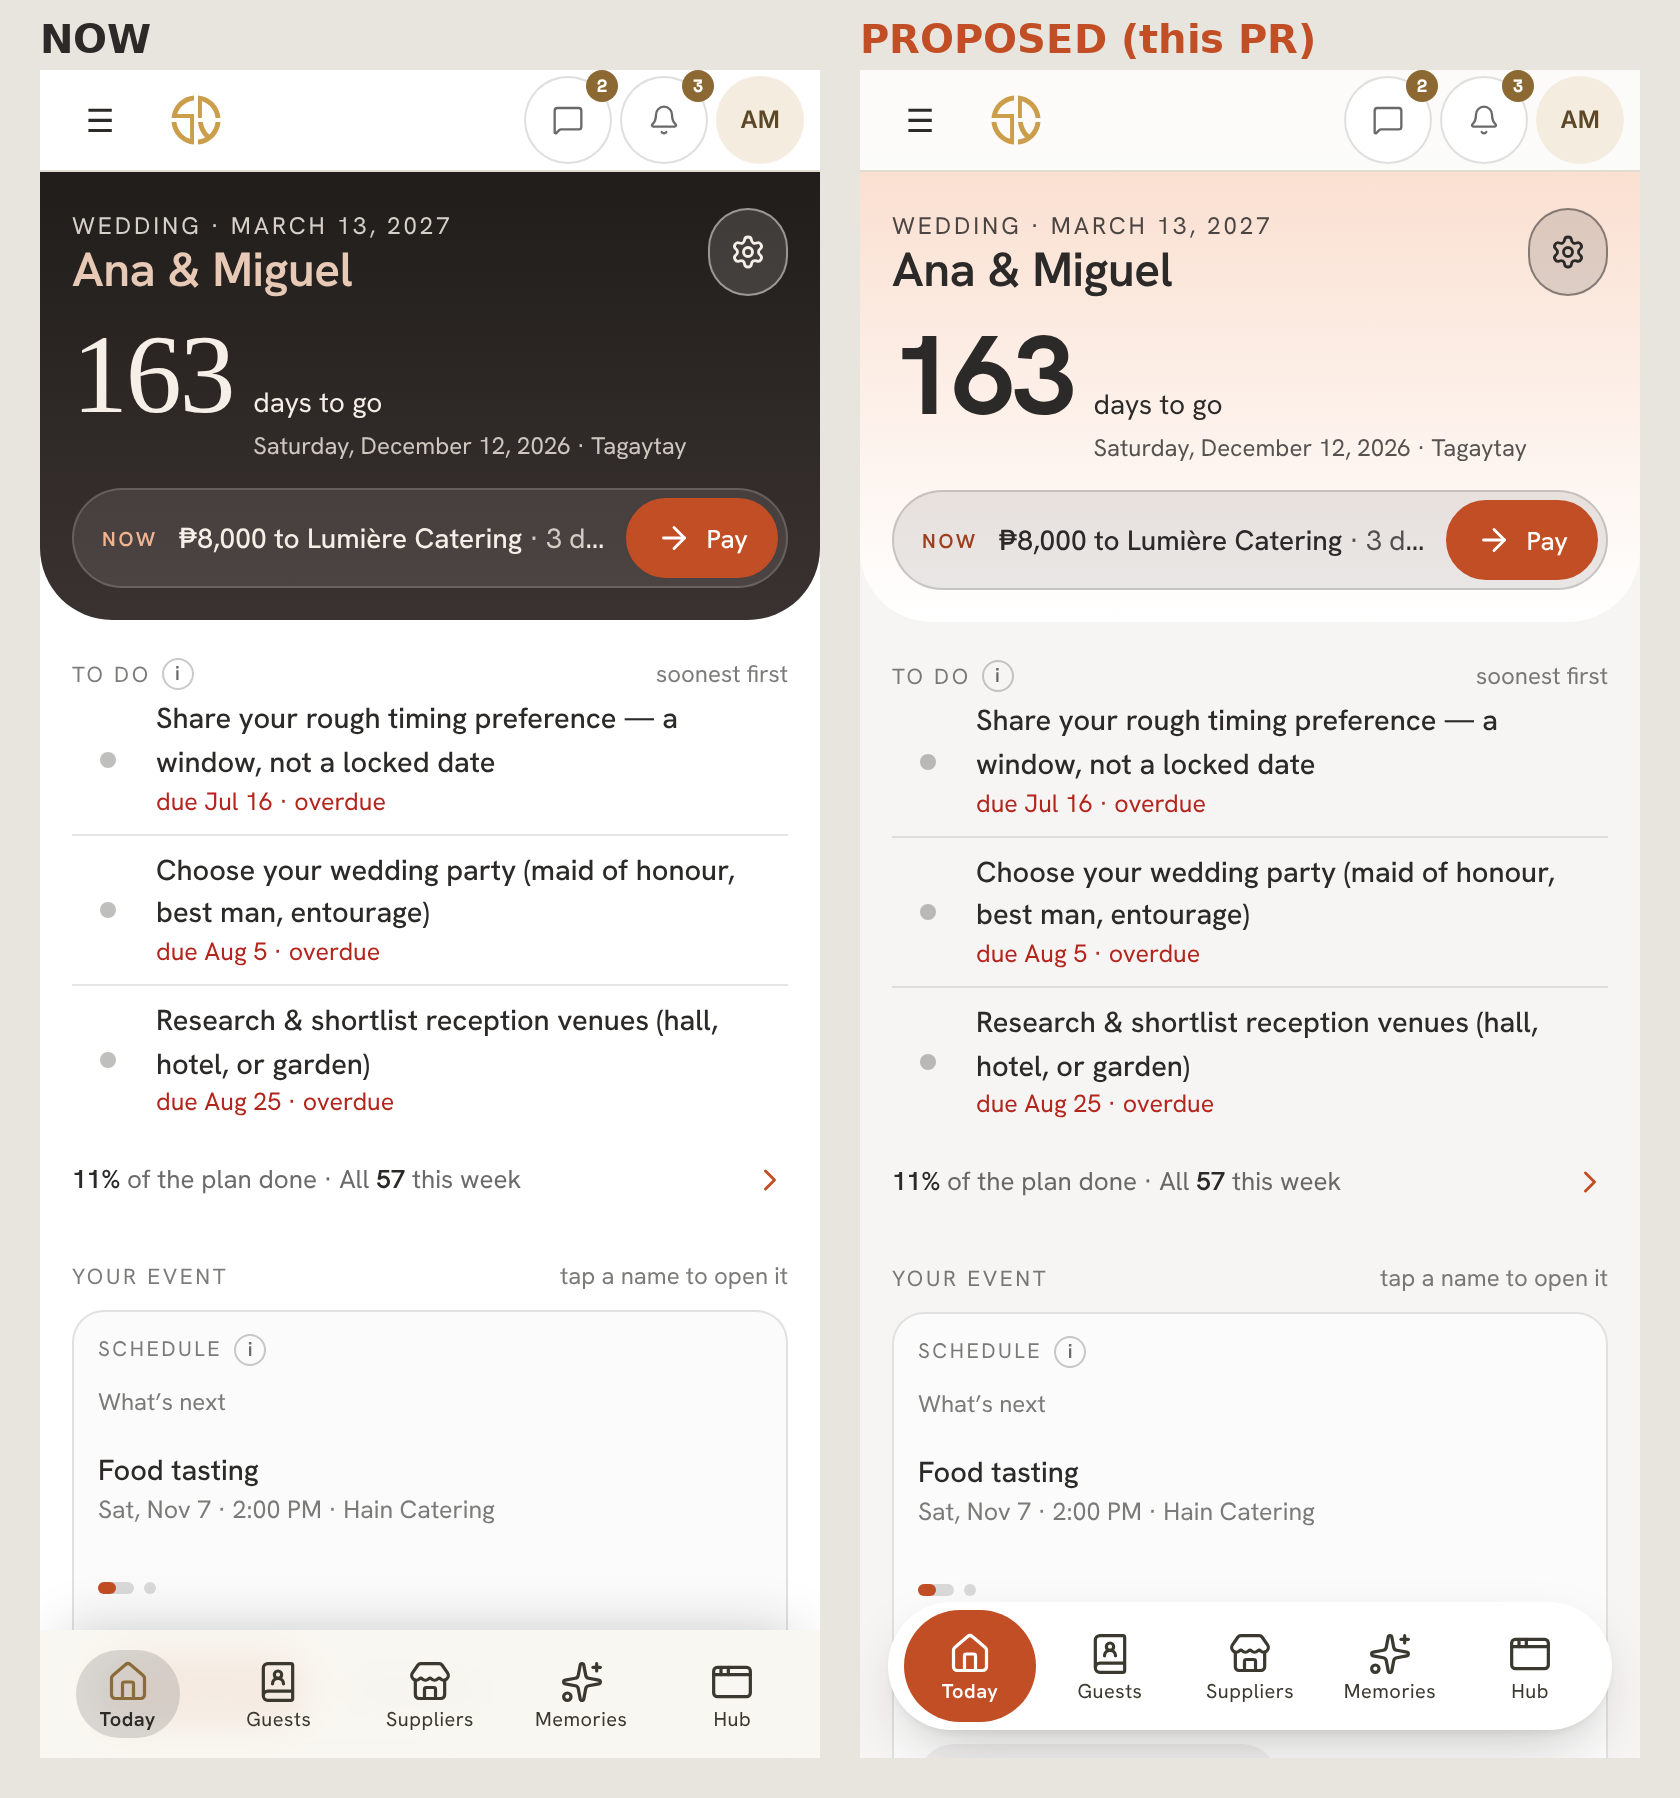 NOW
2
3
AM
WEDDING · MARCH 13, 2027
Ana & Miguel
163
days to go
Saturday, December 12, 2026 · Tagaytay
NOW ₱8,000 to Lumière Catering · 3 d...
Pay
TO DO i
soonest first
Share your rough timing preference — a
window, not a locked date
due Jul 16 · overdue
Choose your wedding party (maid of honour,
best man, entourage)
due Aug 5 · overdue
Research & shortlist reception venues (hall,
hotel, or garden)
due Aug 25 · overdue
11% of the plan done · All 57 this week
YOUR EVENT
tap a name to open it
SCHEDULE i
What’s next
Food tasting
Sat, Nov 7 · 2:00 PM · Hain Catering
Today
Guests
Suppliers
Memories
Hub
PROPOSED (this PR)
2
3
AM
WEDDING · MARCH 13, 2027
Ana & Miguel
163
days to go
Saturday, December 12, 2026 · Tagaytay
NOW ₱8,000 to Lumière Catering · 3 d...
Pay
TO DO i
soonest first
Share your rough timing preference — a
window, not a locked date
due Jul 16 · overdue
Choose your wedding party (maid of honour,
best man, entourage)
due Aug 5 · overdue
Research & shortlist reception venues (hall,
hotel, or garden)
due Aug 25 · overdue
11% of the plan done · All 57 this week
YOUR EVENT
tap a name to open it
SCHEDULE i
What’s next
Food tasting
Sat, Nov 7 · 2:00 PM · Hain Catering
Today
Guests
Suppliers
Memories
Hub